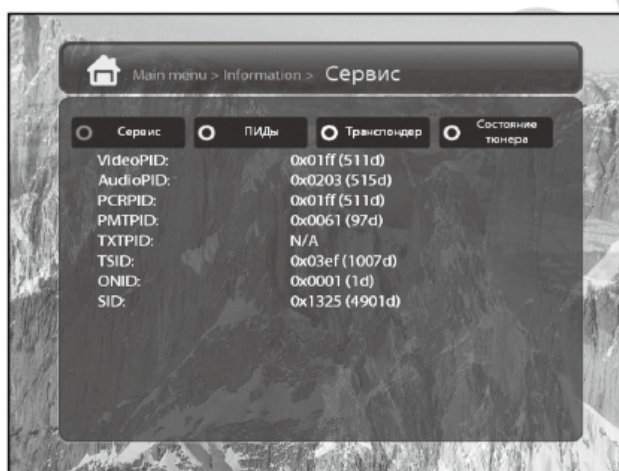 Main menu > Information > Сервис
Сервис ПИДы Транспондер Состояние тюнера
VideoPID: 0x01ff (511d)
AudioPID: 0x0203 (515d)
PCRPID: 0x01ff (511d)
PMTPID: 0x0061 (97d)
TXTPID: N/A
TSID: 0x03ef (1007d)
ONID: 0x0001 (1d)
SID: 0x1325 (4901d)